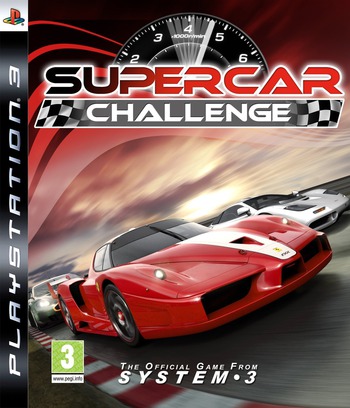 PLAYSTATION 3
2 3 4 5 6
x1000r/min
SUPERCAR
CHALLENGE
3
www.pegi.info
THE OFFICIAL GAME FROM
SYSTEM•3